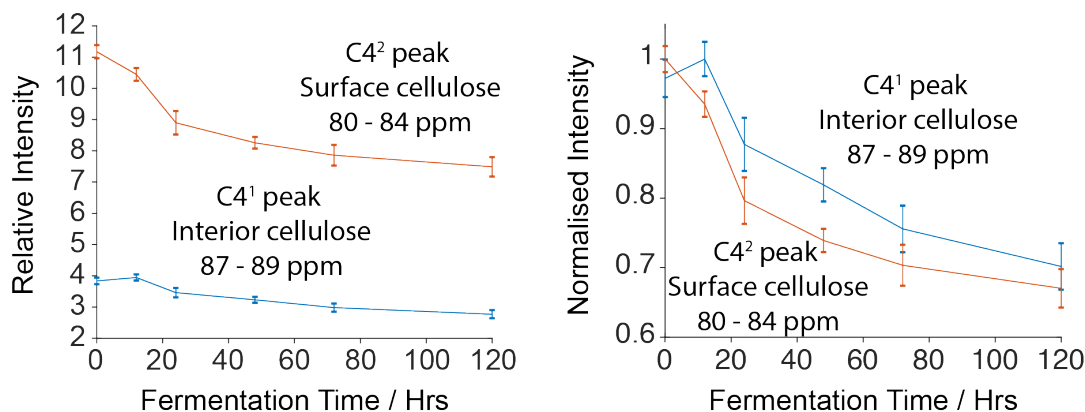 12
11
10
9
8
7
6
5
4
3
2
Relative Intensity
C4² peak
Surface cellulose
80 - 84 ppm
C4¹ peak
Interior cellulose
87 - 89 ppm
0 20 40 60 80 100 120
Fermentation Time / Hrs
1
0.9
0.8
0.7
0.6
Normalised Intensity
C4¹ peak
Interior cellulose
87 - 89 ppm
C4² peak
Surface cellulose
80 - 84 ppm
0 20 40 60 80 100 120
Fermentation Time / Hrs